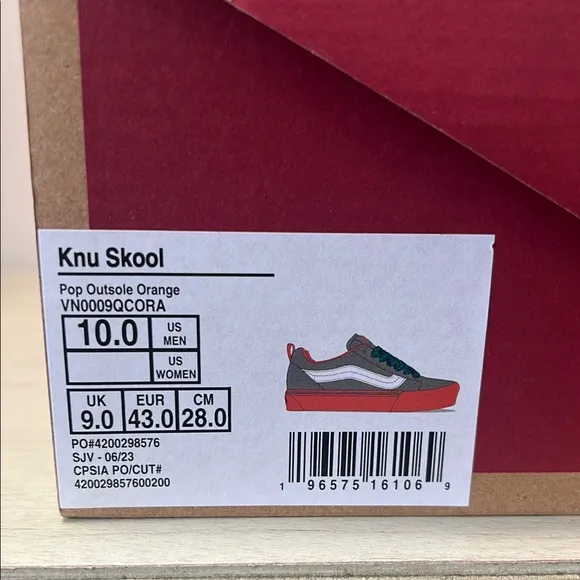 Knu Skool
Pop Outsole Orange
VN0009QCORA
10.0 US MEN
US WOMEN
UK 9.0 EUR 43.0 CM 28.0
PO#4200298576
SJV - 06/23
CPSIA PO/CUT#
420029857600200
1 96575 16106 9